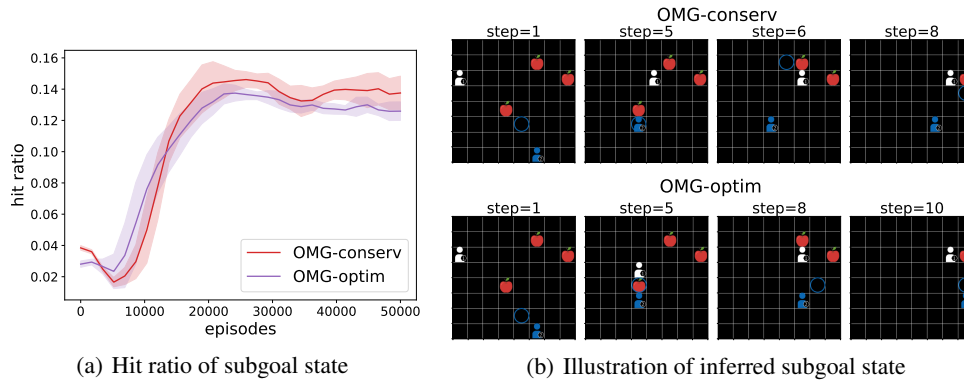 OMG-conserv
step=1 step=5 step=6 step=8
0.16
0.14
0.12
0.10
0.08
0.06
0.04
0.02
hit ratio
OMG-conserv
OMG-optim
0 10000 20000 30000 40000 50000
episodes
OMG-optim
step=1 step=5 step=8 step=10
(a) Hit ratio of subgoal state
(b) Illustration of inferred subgoal state